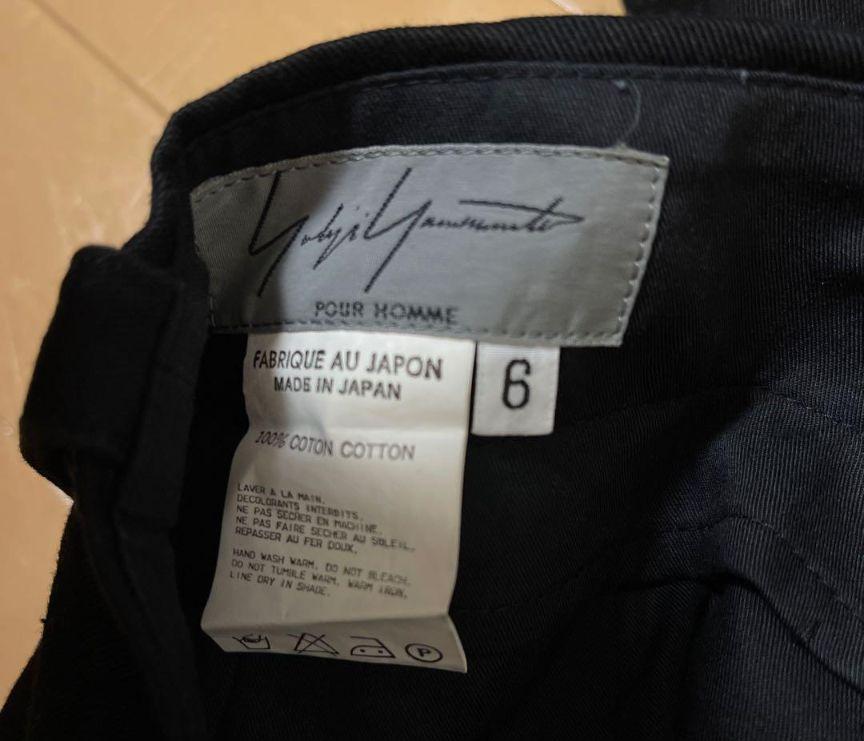 Yohji Yamamoto
POUR HOMME
FABRIQUE AU JAPON
MADE IN JAPAN
6
100% COTON COTTON
LAVER A LA MAIN.
DECOLORANTS INTERDITS.
NE PAS SECHER EN MACHINE.
NE PAS FAIRE SECHER AU SOLEIL.
REPASSER AU FER DOUX.
HAND WASH WARM. DO NOT BLEACH.
DO NOT TUMBLE WARM. WARM IRON.
LINE DRY IN SHADE.
P